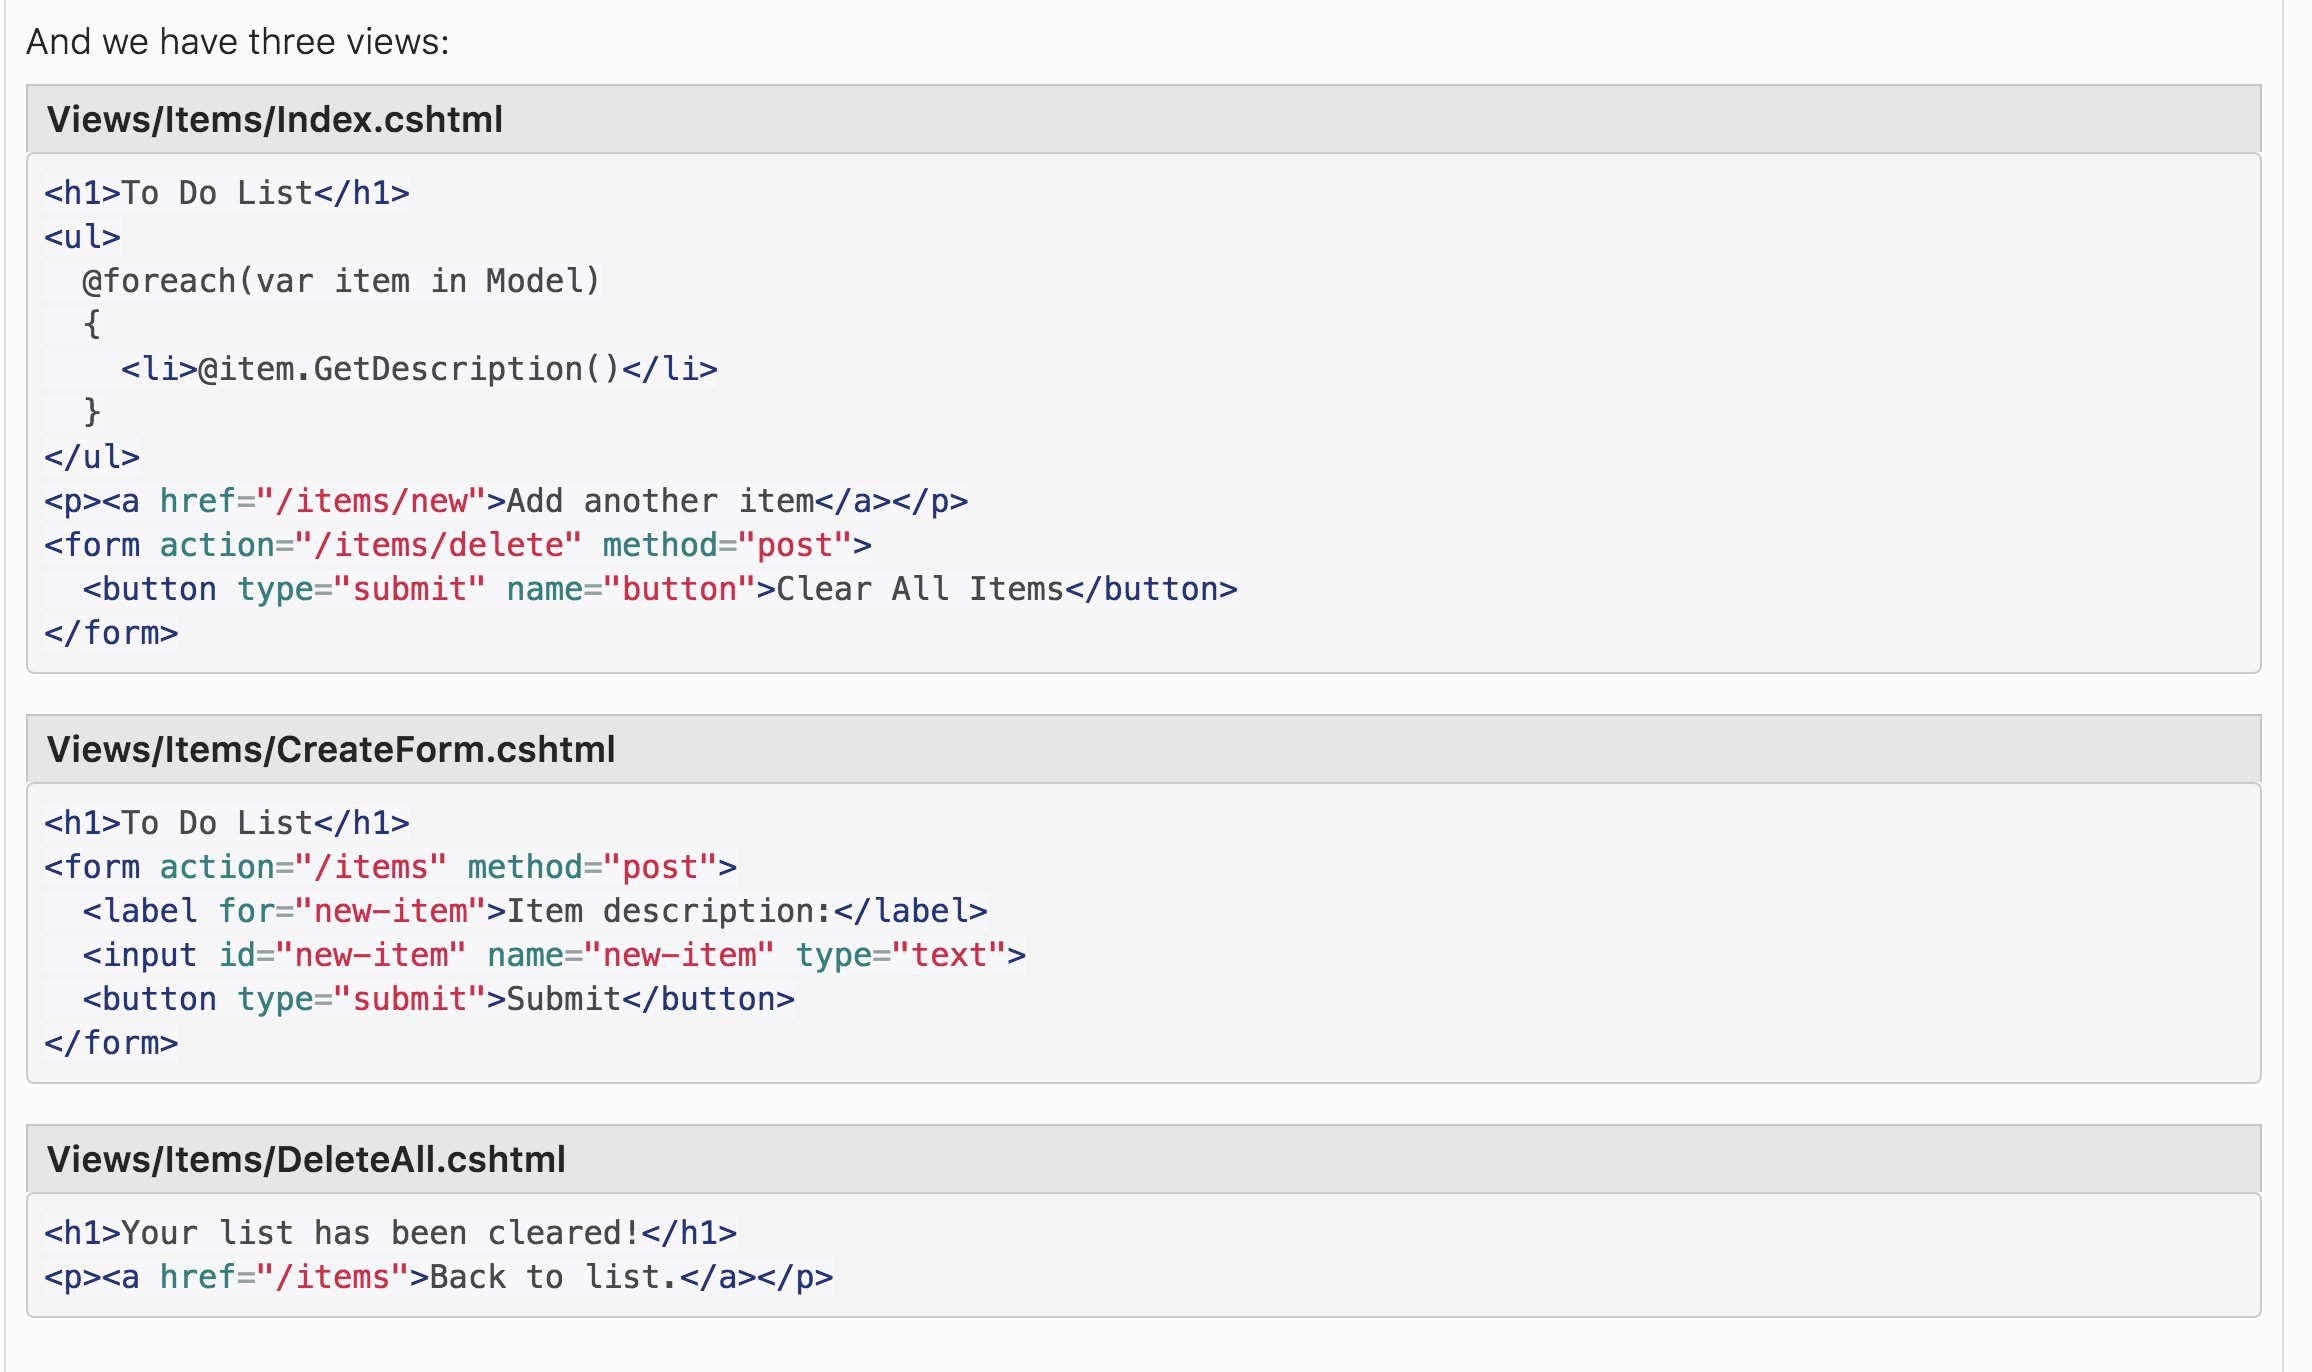 And we have three views:
Views/Items/Index.cshtml
<h1>To Do List</h1>
<ul>
  @foreach(var item in Model)
  {
    <li>@item.GetDescription()</li>
  }
</ul>
<p><a href="/items/new">Add another item</a></p>
<form action="/items/delete" method="post">
  <button type="submit" name="button">Clear All Items</button>
</form>
Views/Items/CreateForm.cshtml
<h1>To Do List</h1>
<form action="/items" method="post">
  <label for="new-item">Item description:</label>
  <input id="new-item" name="new-item" type="text">
  <button type="submit">Submit</button>
</form>
Views/Items/DeleteAll.cshtml
<h1>Your list has been cleared!</h1>
<p><a href="/items">Back to list.</a></p>